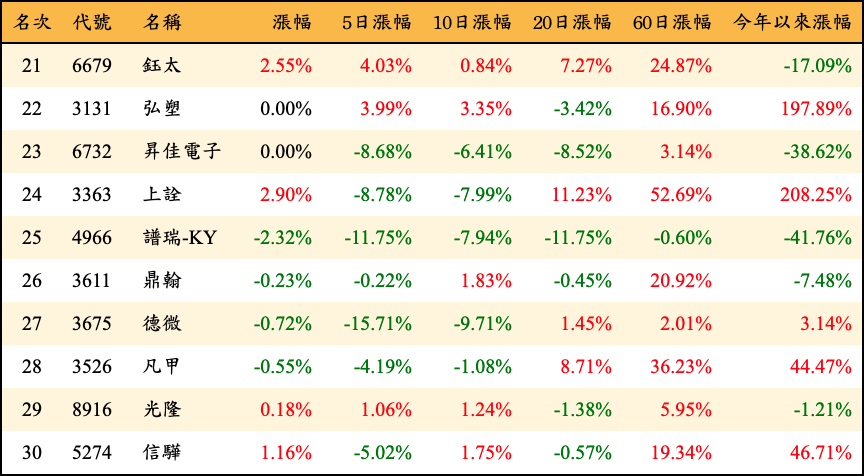 名次 代號 名稱 漲幅 5日漲幅 10日漲幅 20日漲幅 60日漲幅 今年以來漲幅
21 6679 鈺太 2.55% 4.03% 0.84% 7.27% 24.87% -17.09%
22 3131 弘塑 0.00% 3.99% 3.35% -3.42% 16.90% 197.89%
23 6732 昇佳電子 0.00% -8.68% -6.41% -8.52% 3.14% -38.62%
24 3363 上詮 2.90% -8.78% -7.99% 11.23% 52.69% 208.25%
25 4966 譜瑞-KY -2.32% -11.75% -7.94% -11.75% -0.60% -41.76%
26 3611 鼎翰 -0.23% -0.22% 1.83% -0.45% 20.92% -7.48%
27 3675 德微 -0.72% -15.71% -9.71% 1.45% 2.01% 3.14%
28 3526 凡甲 -0.55% -4.19% -1.08% 8.71% 36.23% 44.47%
29 8916 光隆 0.18% 1.06% 1.24% -1.38% 5.95% -1.21%
30 5274 信驊 1.16% -5.02% 1.75% -0.57% 19.34% 46.71%